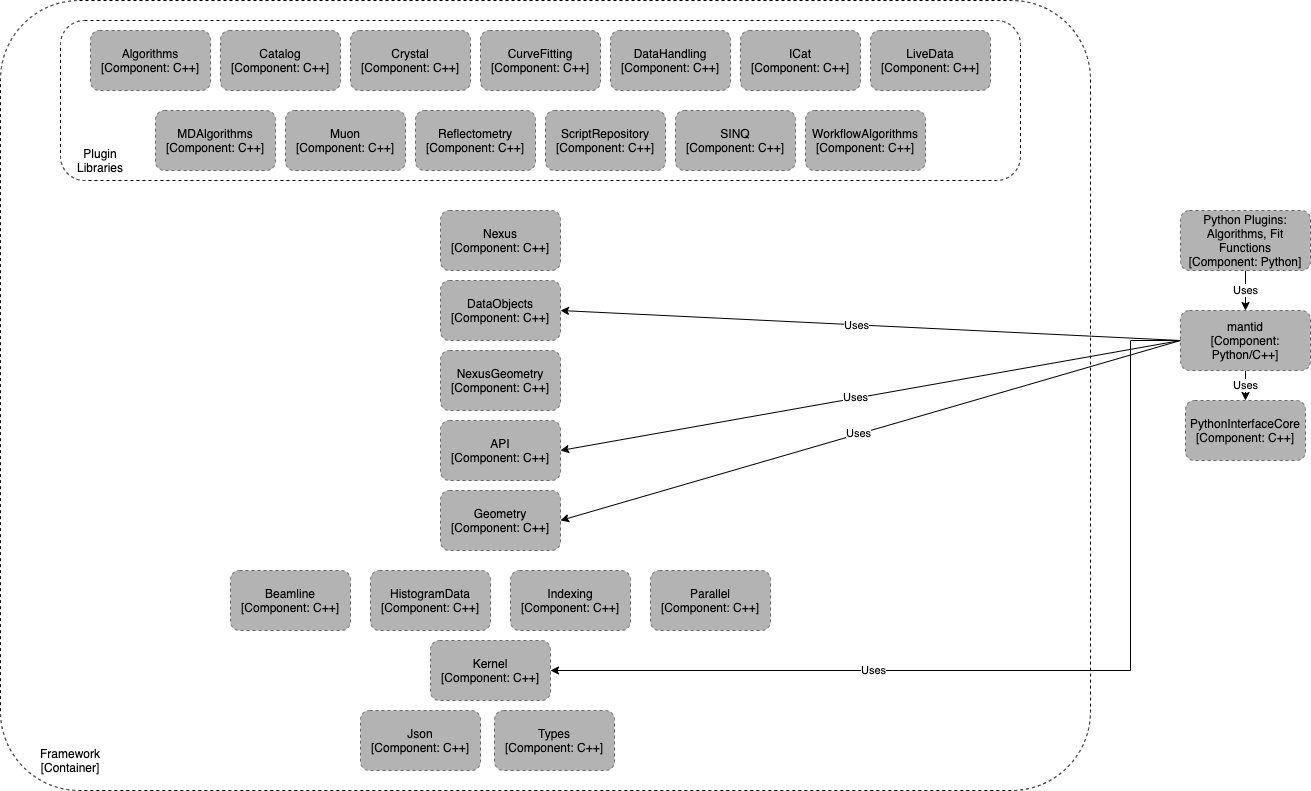 Algorithms
[Component: C++]
Catalog
[Component: C++]
Crystal
[Component: C++]
CurveFitting
[Component: C++]
DataHandling
[Component: C++]
ICat
[Component: C++]
LiveData
[Component: C++]
MDAlgorithms
[Component: C++]
Muon
[Component: C++]
Reflectometry
[Component: C++]
ScriptRepository
[Component: C++]
SINQ
[Component: C++]
WorkflowAlgorithms
[Component: C++]
Plugin
Libraries
Nexus
[Component: C++]
Python Plugins:
Algorithms, Fit
Functions
[Component: Python]
Uses
DataObjects
[Component: C++]
Uses
mantid
[Component:
Python/C++]
Uses
NexusGeometry
[Component: C++]
Uses
API
[Component: C++]
Uses
PythonInterfaceCore
[Component: C++]
Geometry
[Component: C++]
Beamline
[Component: C++]
HistogramData
[Component: C++]
Indexing
[Component: C++]
Parallel
[Component: C++]
Kernel
[Component: C++]
Uses
Json
[Component: C++]
Types
[Component: C++]
Framework
[Container]